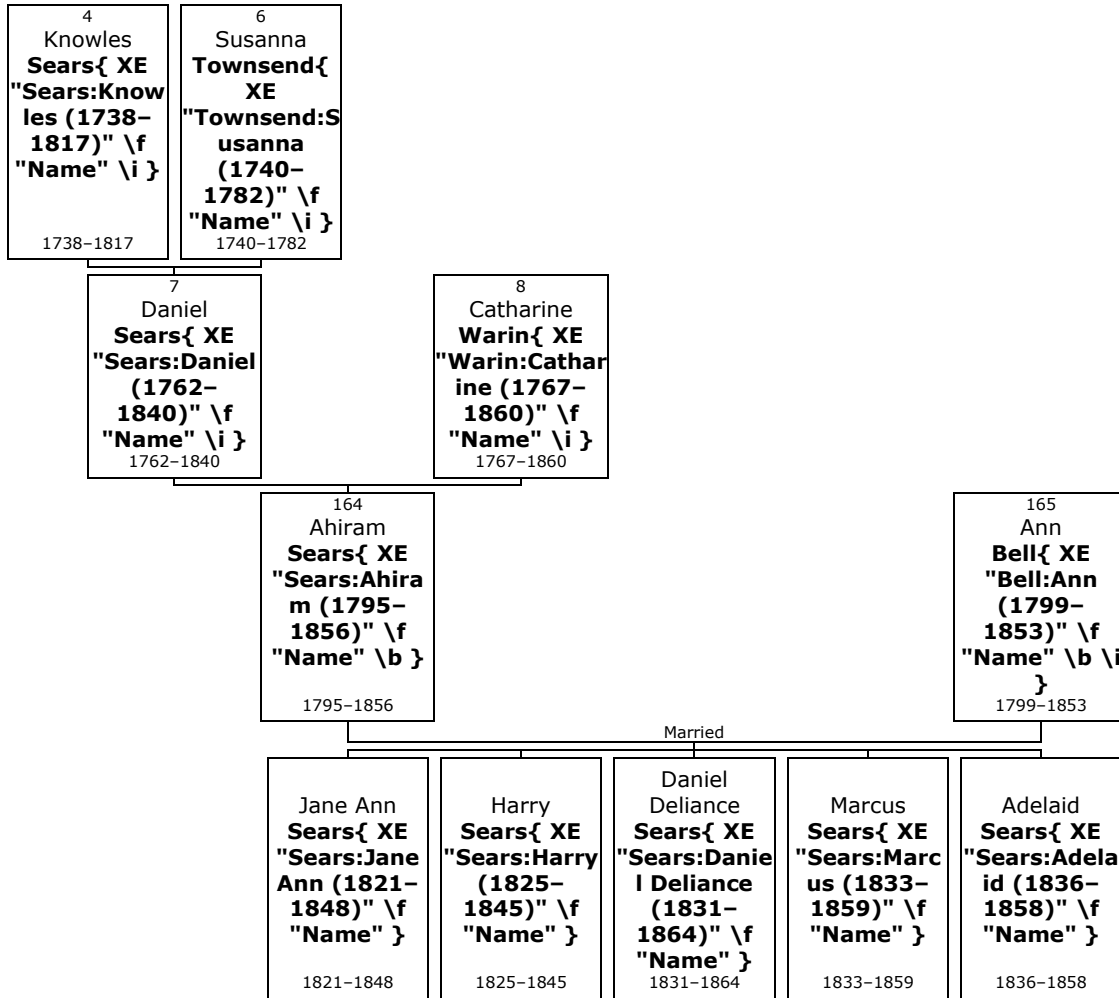 4
Knowles
Sears{ XE
"Sears:Know
les (1738–
1817)" \f
"Name" \i }
1738–1817
6
Susanna
Townsend{
XE
"Townsend:S
usanna
(1740–
1782)" \f
"Name" \i }
1740–1782
7
Daniel
Sears{ XE
"Sears:Daniel
(1762–
1840)" \f
"Name" \i }
1762–1840
8
Catharine
Warin{ XE
"Warin:Cathar
ine (1767–
1860)" \f
"Name" \i }
1767–1860
164
Ahiram
Sears{ XE
"Sears:Ahira
m (1795–
1856)" \f
"Name" \b }
1795–1856
165
Ann
Bell{ XE
"Bell:Ann
(1799–
1853)" \f
"Name" \b \i
}
1799–1853
Married
Jane Ann
Sears{ XE
"Sears:Jane
Ann (1821–
1848)" \f
"Name" }
1821–1848
Harry
Sears{ XE
"Sears:Harry
(1825–
1845)" \f
"Name" }
1825–1845
Daniel
Deliance
Sears{ XE
"Sears:Danie
l Deliance
(1831–
1864)" \f
"Name" }
1831–1864
Marcus
Sears{ XE
"Sears:Marc
us (1833–
1859)" \f
"Name" }
1833–1859
Adelaid
Sears{ XE
"Sears:Adela
id (1836–
1858)" \f
"Name" }
1836–1858